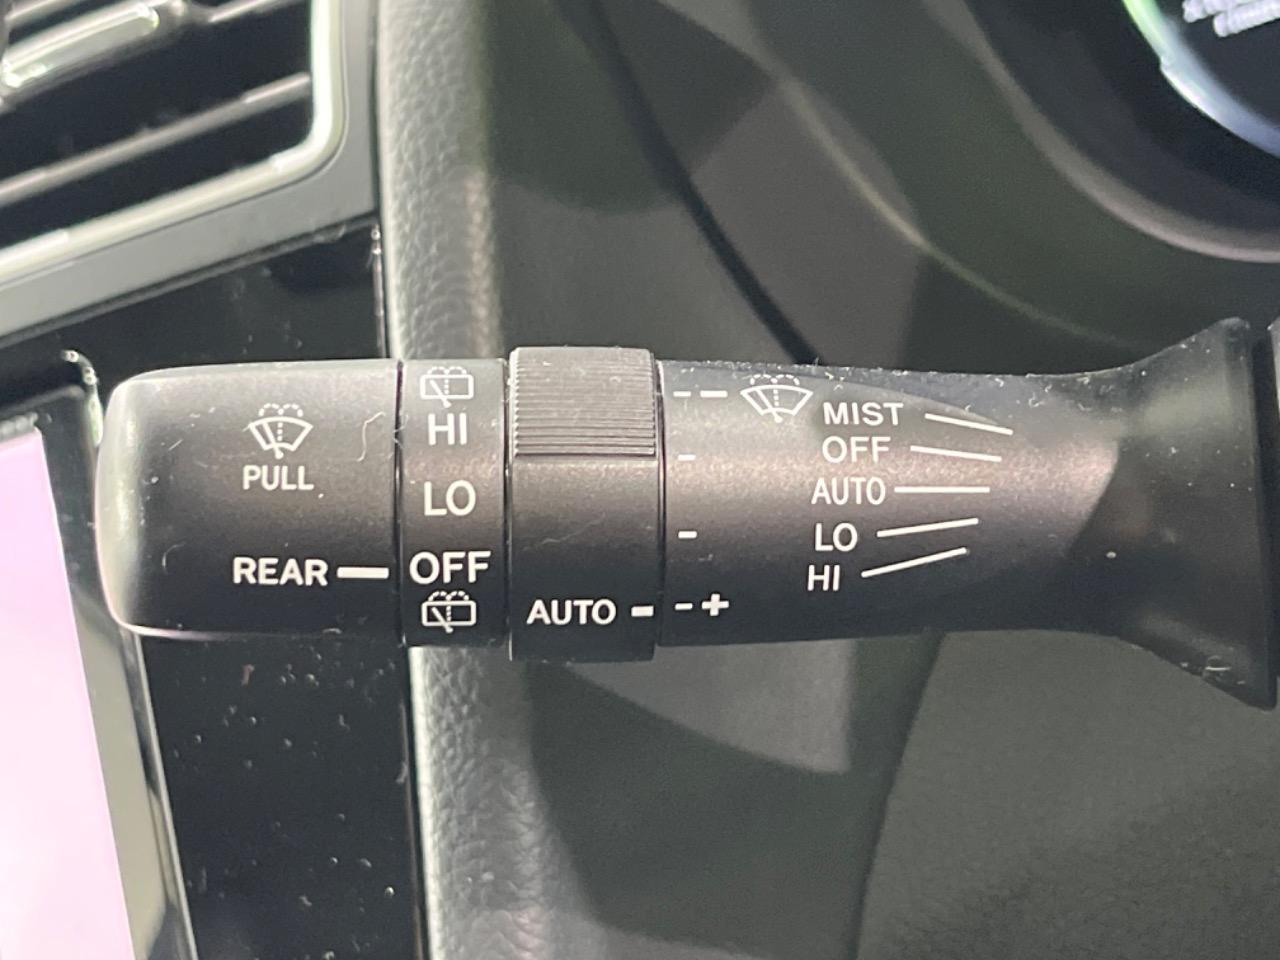 PULL
REAR
HI
LO
OFF
AUTO
- +
MIST
OFF
AUTO
LO
HI